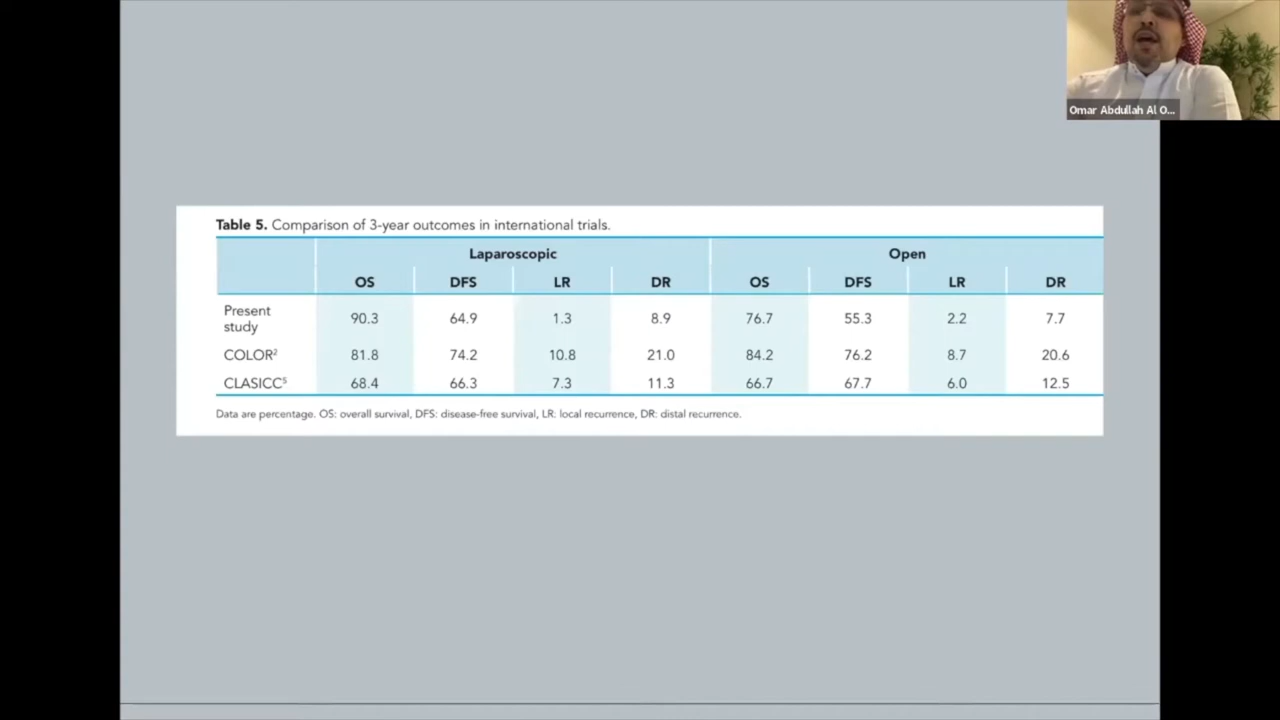 Omar Abdullah Al O...
Table 5. Comparison of 3-year outcomes in international trials.
Laparoscopic Open
OS DFS LR DR OS DFS LR DR
Present
study 90.3 64.9 1.3 8.9 76.7 55.3 2.2 7.7
COLOR² 81.8 74.2 10.8 21.0 84.2 76.2 8.7 20.6
CLASICC⁵ 68.4 66.3 7.3 11.3 66.7 67.7 6.0 12.5
Data are percentage. OS: overall survival, DFS: disease-free survival, LR: local recurrence, DR: distal recurrence.